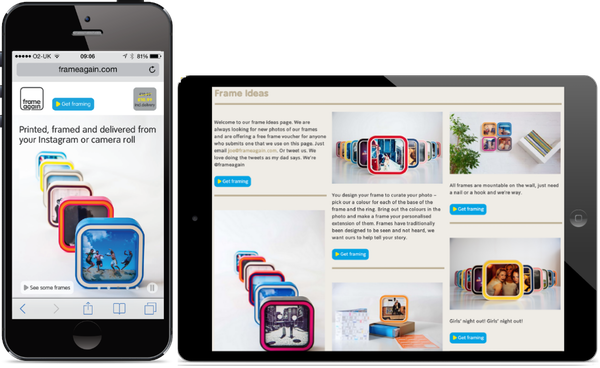 O2-UK
09:06
81%
frameagain.com
frame
again
Get framing
Printed, framed and delivered from
your Instagram or camera roll
See some frames
Frame Ideas
Welcome to our frame ideas page. We are
always looking for new photos of our frames
and are offering a free frame voucher for anyone
who submits one that we use on this page. Just
email joe@frameagain.com. Or tweet us. We
love doing the tweets as my dad says. We're
@frameagain
Get framing
You design your frame to curate your photo –
pick our a colour for each of the base of
the frame and the ring. Bring out the colours in the
photo and make a frame your personalised
extension of them. Frames have traditionally
been designed to be seen and not heard, we
want ours to help tell your story.
Get framing
All frames are mountable on the wall, just need
a nail or a hook and we're way.
Get framing
Girls' night out! Girls' night out!
Get framing